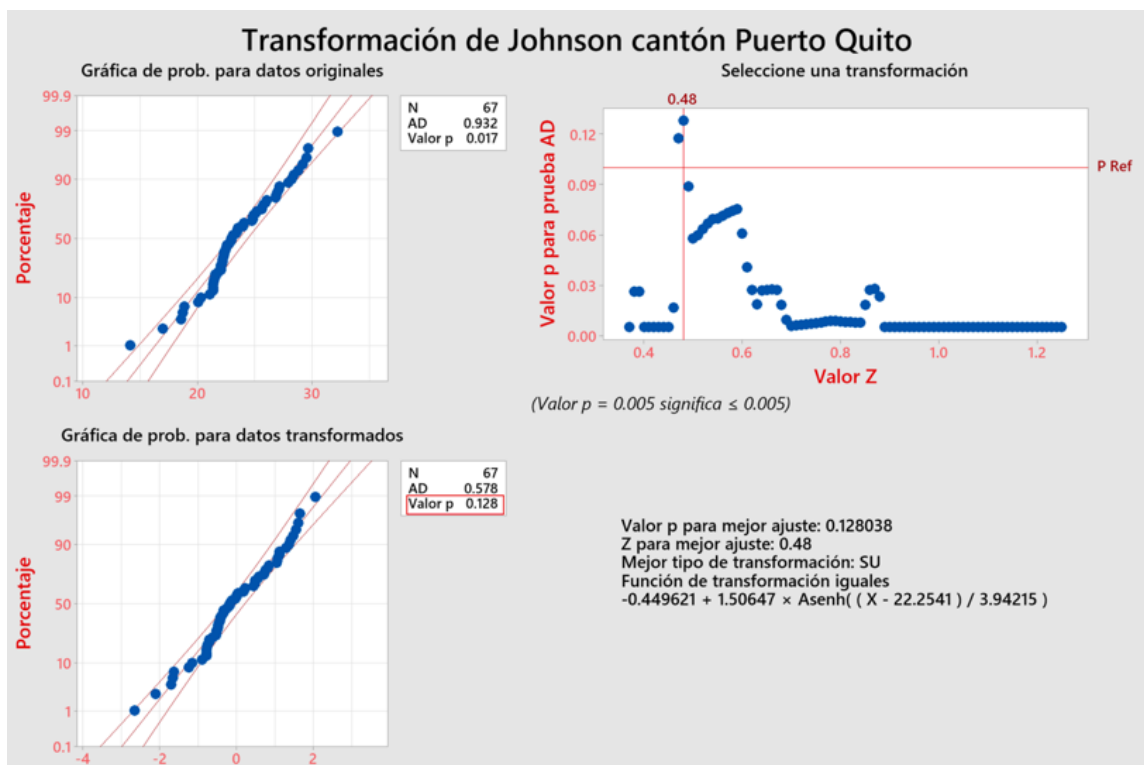 Transformación de Johnson cantón Puerto Quito
Gráfica de prob. para datos originales
99.9
99
90
50
10
1
0.1
Porcentaje
10 20 30
N 67
AD 0.932
Valor p 0.017
Seleccione una transformación
0.48
0.12
0.09
0.06
0.03
0.00
Valor p para prueba AD
P Ref
0.4 0.6 0.8 1.0 1.2
Valor Z
(Valor p = 0.005 significa ≤ 0.005)
Gráfica de prob. para datos transformados
99.9
99
90
50
10
1
0.1
Porcentaje
-4 -2 0 2
N 67
AD 0.578
Valor p 0.128
Valor p para mejor ajuste: 0.128038
Z para mejor ajuste: 0.48
Mejor tipo de transformación: SU
Función de transformación iguales
-0.449621 + 1.50647 × Asenh( ( X - 22.2541 ) / 3.94215 )